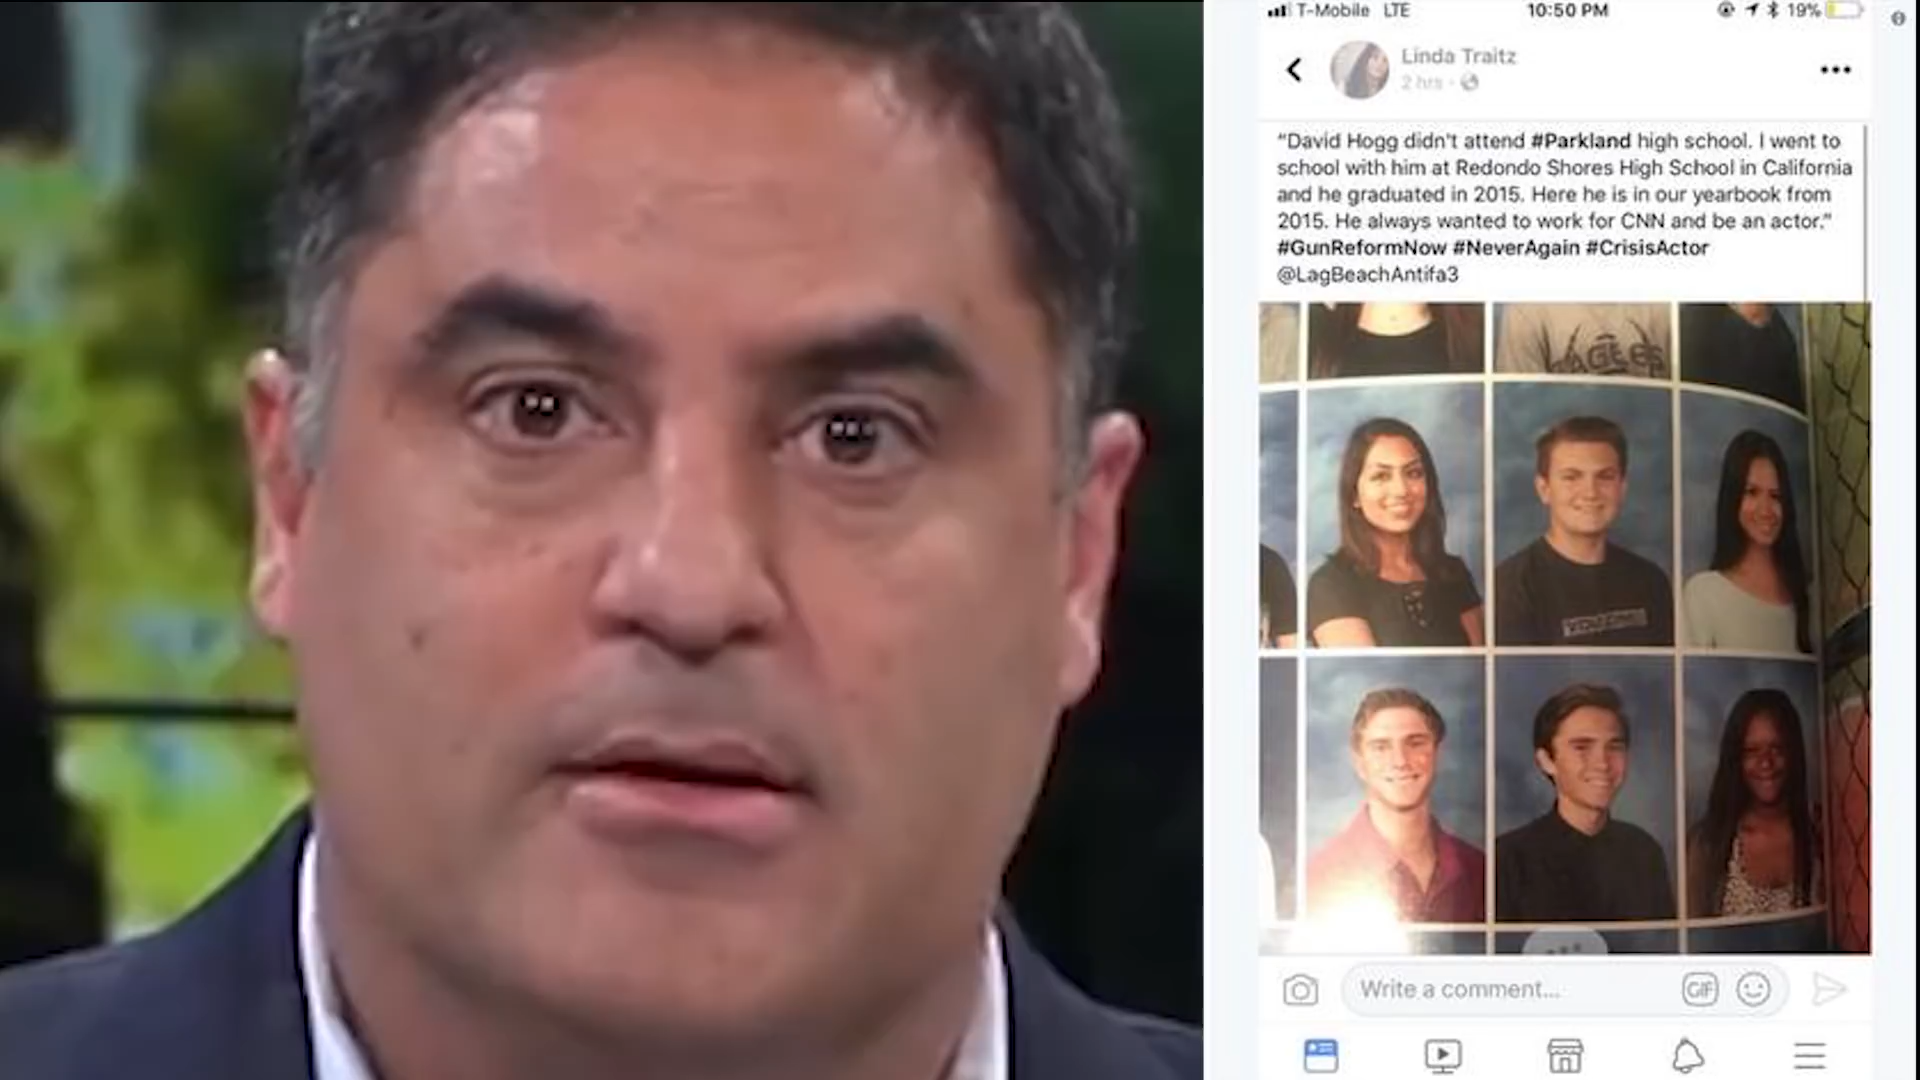 T-Mobile LTE 10:50 PM 19%
Linda Traitz
2 hrs
“David Hogg didn't attend #Parkland high school. I went to
school with him at Redondo Shores High School in California
and he graduated in 2015. Here he is in our yearbook from
2015. He always wanted to work for CNN and be an actor.”
#GunReformNow #NeverAgain #CrisisActor
@LagBeachAntifa3
Write a comment...
GIF